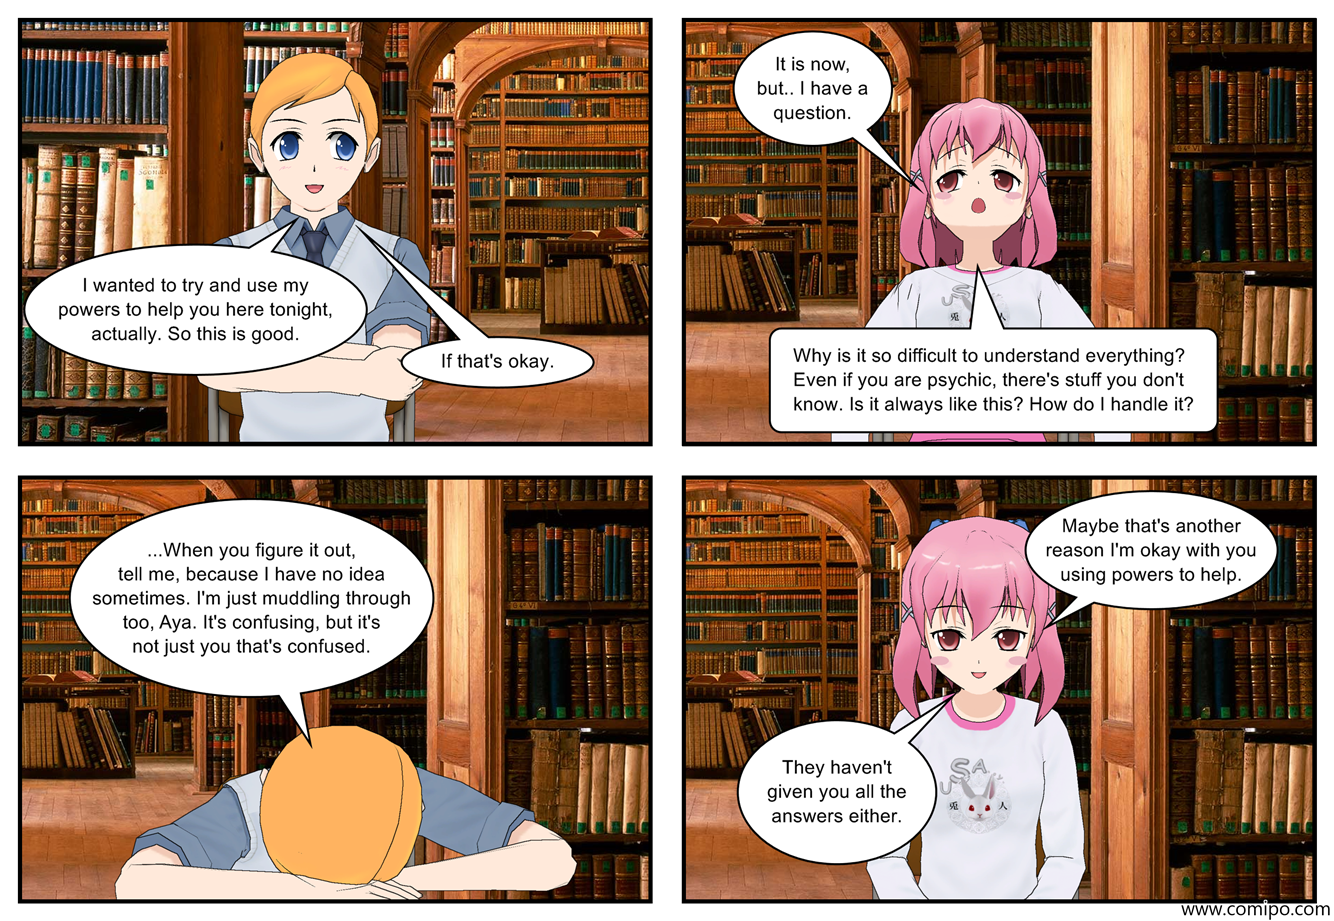 I wanted to try and use my
powers to help you here tonight,
actually. So this is good.
If that's okay.
It is now,
but.. I have a
question.
Why is it so difficult to understand everything?
Even if you are psychic, there's stuff you don't
know. Is it always like this? How do I handle it?
...When you figure it out,
tell me, because I have no idea
sometimes. I'm just muddling through
too, Aya. It's confusing, but it's
not just you that's confused.
Maybe that's another
reason I'm okay with you
using powers to help.
They haven't
given you all the
answers either.
USA
兎 人
www.comipo.com